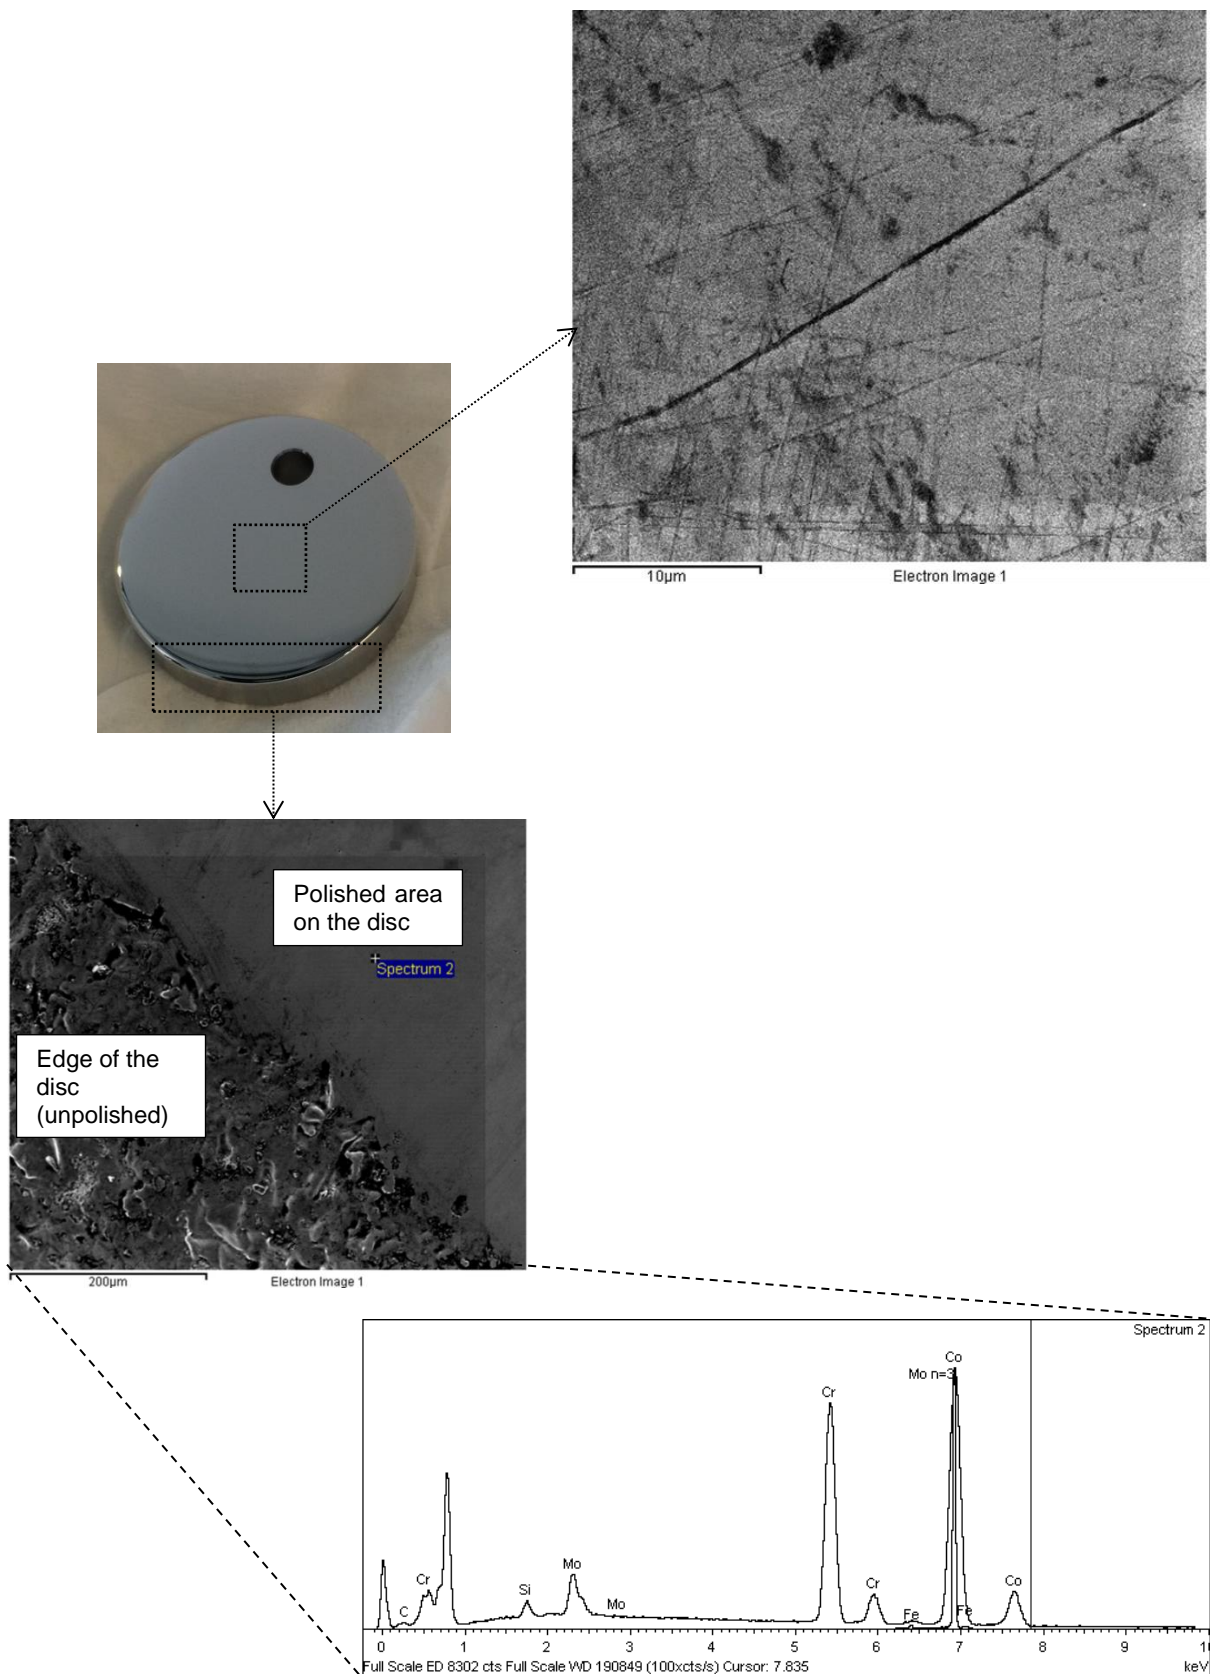 10µm
Electron Image 1
Polished area
on the disc
Spectrum 2
Edge of the
disc
(unpolished)
200µm
Electron Image 1
Spectrum 2
Co
Mo n=3
Cr
Mo
Cr
Si
Cr
Co
C
Mo
Fe
Fe
0 1 2 3 4 5 6 7 8 9 10
Full Scale ED 8302 cts Full Scale WD 190849 (100xcts/s) Cursor: 7.835
keV